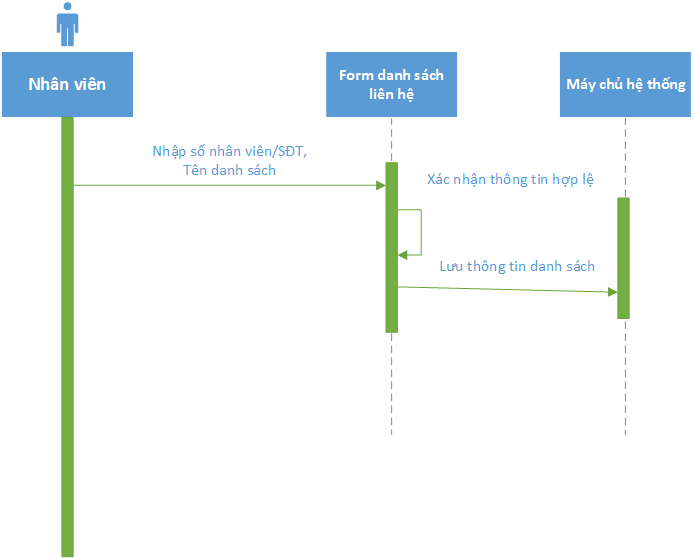 Nhân viên
Form danh sách
liên hệ
Máy chủ hệ thống
Nhập số nhân viên/SĐT,
Tên danh sách
Xác nhận thông tin hợp lệ
Lưu thông tin danh sách